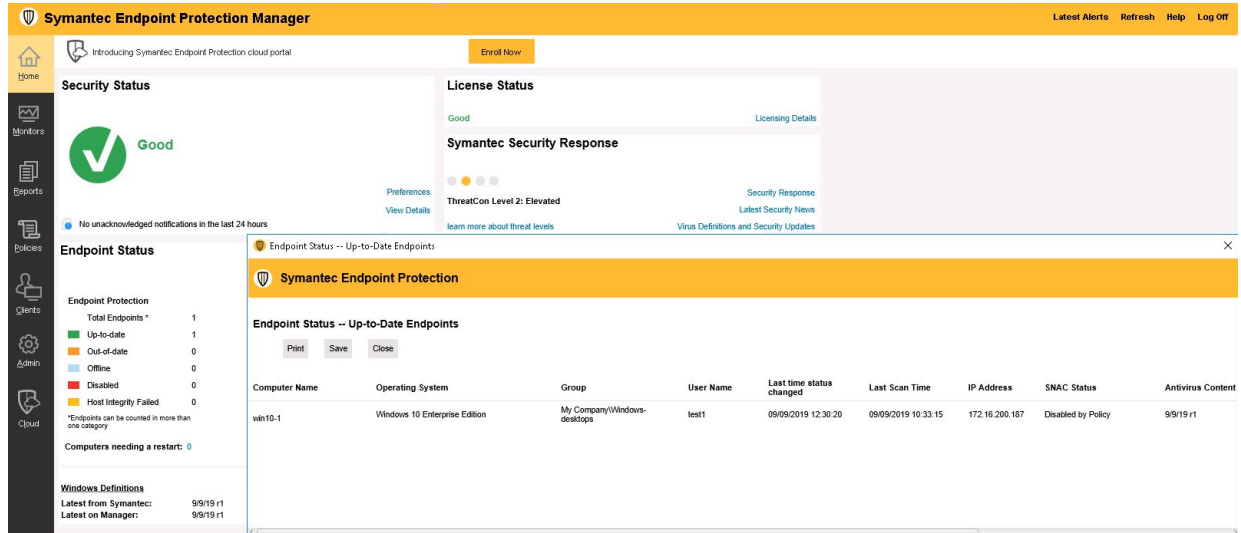 Symantec Endpoint Protection Manager
Latest Alerts Refresh Help Log Off
Home
Monitors
Reports
Policies
Clients
Admin
Cloud
Introducing Symantec Endpoint Protection cloud portal
Enroll Now
Security Status
Good
Preferences
View Details
No unacknowledged notifications in the last 24 hours
License Status
Good
Licensing Details
Symantec Security Response
ThreatCon Level 2: Elevated
Security Response
Latest Security News
learn more about threat levels
Virus Definitions and Security Updates
Endpoint Status
Endpoint Protection
Total Endpoints * 1
Up-to-date 1
Out-of-date 0
Offline 0
Disabled 0
Host Integrity Failed 0
*Endpoints can be counted in more than
one category
Computers needing a restart: 0
Windows Definitions
Latest from Symantec: 9/9/19 r1
Latest on Manager: 9/9/19 r1
Endpoint Status -- Up-to-Date Endpoints
Symantec Endpoint Protection
Endpoint Status -- Up-to-Date Endpoints
Print Save Close
Computer Name Operating System Group User Name Last time status changed Last Scan Time IP Address SNAC Status Antivirus Content
win10-1 Windows 10 Enterprise Edition My Company\Windows-desktops test1 09/09/2019 12:30:20 09/09/2019 10:33:15 172.16.200.187 Disabled by Policy 9/9/19 r1